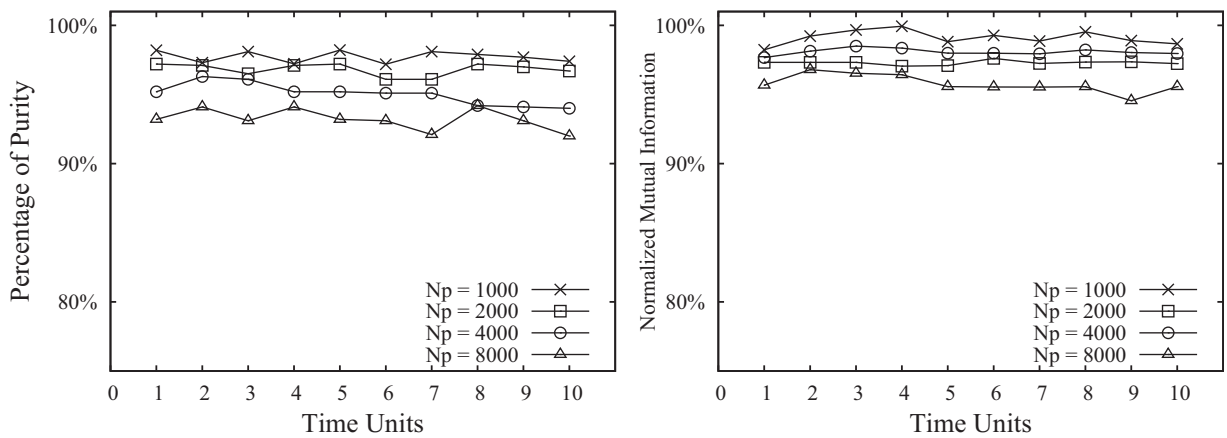 100%
90%
80%
Percentage of Purity
Np = 1000
Np = 2000
Np = 4000
Np = 8000
0 1 2 3 4 5 6 7 8 9 10
Time Units
100%
90%
80%
Normalized Mutual Information
Np = 1000
Np = 2000
Np = 4000
Np = 8000
0 1 2 3 4 5 6 7 8 9 10
Time Units